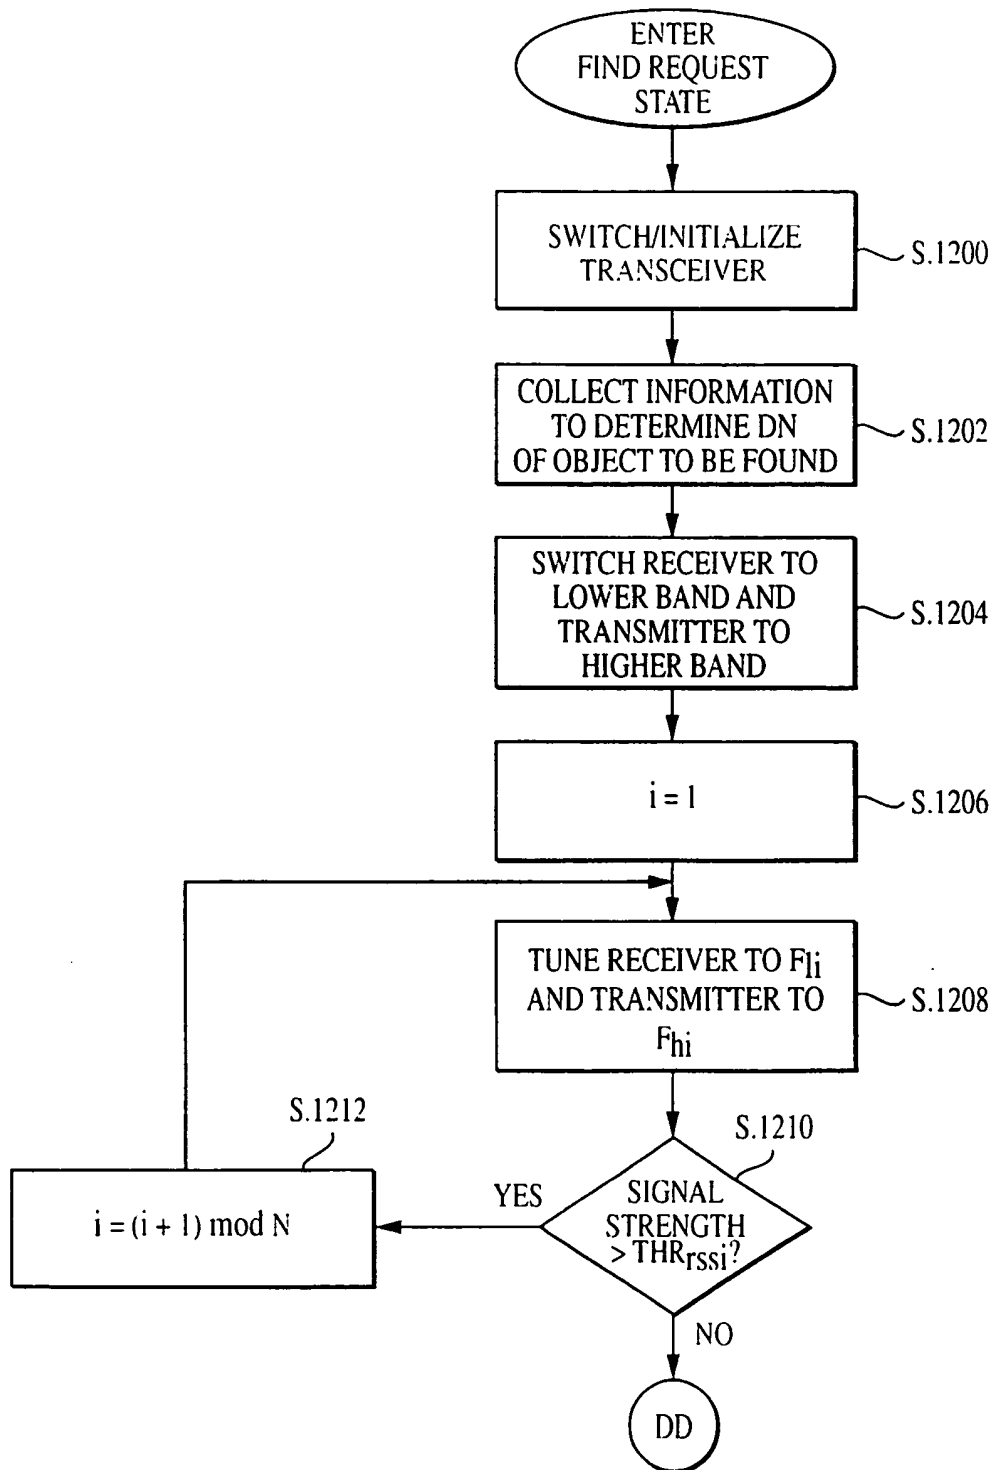 ENTER
FIND REQUEST
STATE
SWITCH/INITIALIZE
TRANSCEIVER
S.1200
COLLECT INFORMATION
TO DETERMINE DN
OF OBJECT TO BE FOUND
S.1202
SWITCH RECEIVER TO
LOWER BAND AND
TRANSMITTER TO
HIGHER BAND
S.1204
i = 1
S.1206
TUNE RECEIVER TO Fli
AND TRANSMITTER TO
Fhi
S.1208
S.1212
i = (i + 1) mod N
S.1210
YES
SIGNAL
STRENGTH
> THRrssi?
NO
DD